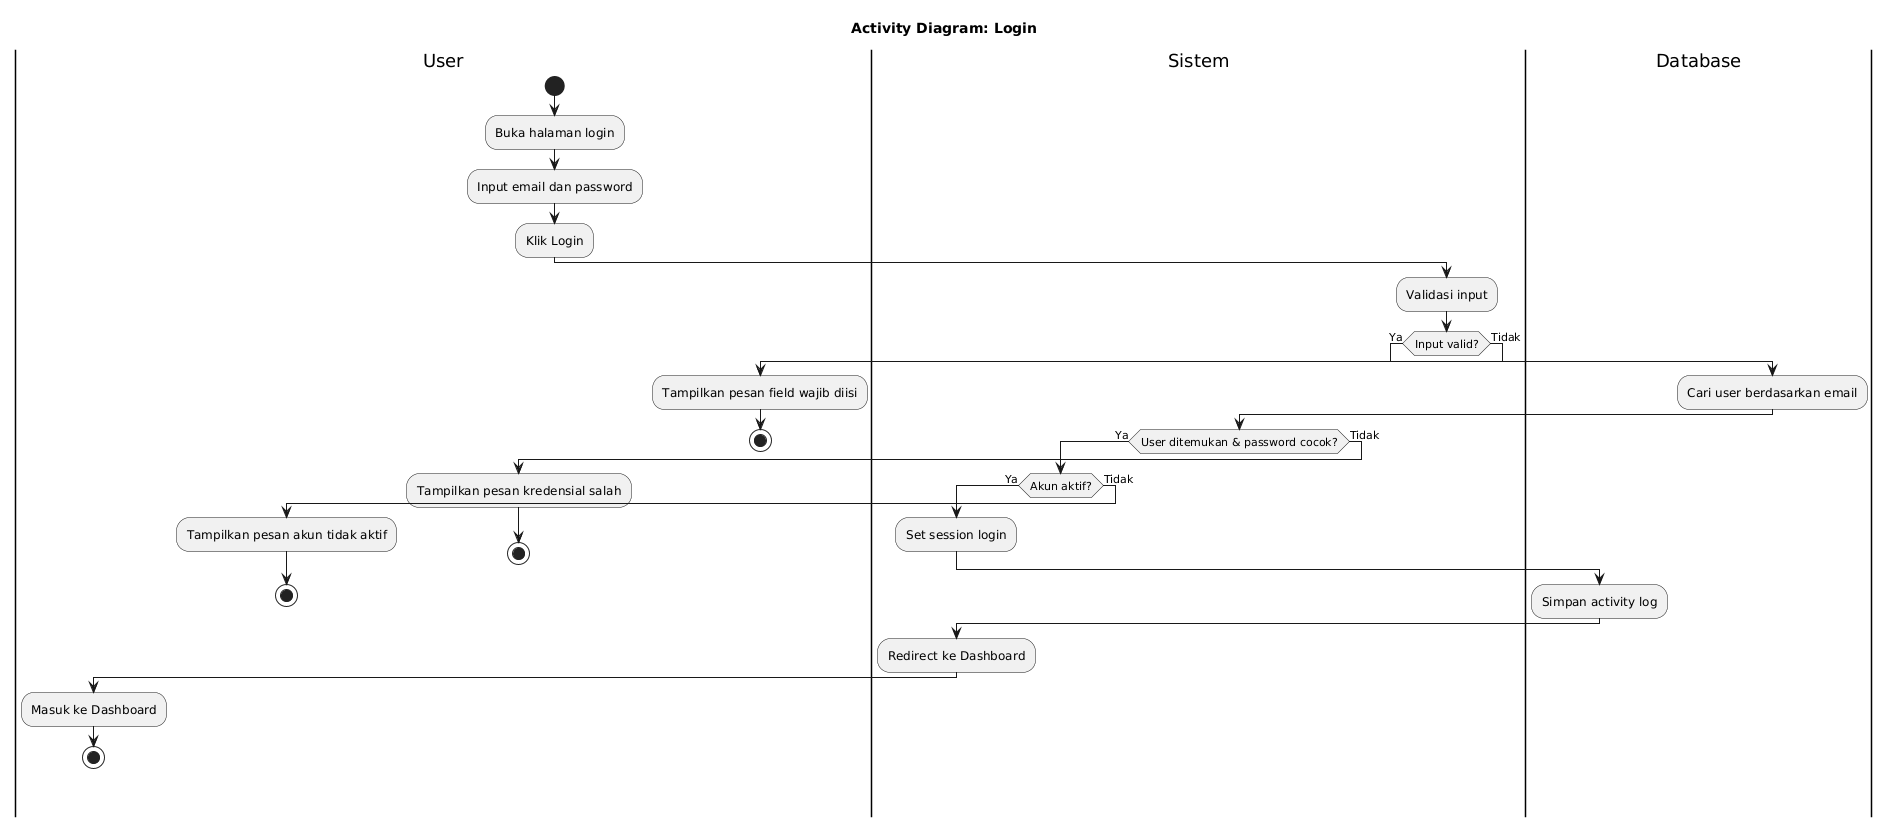 Activity Diagram: Login
User
Sistem
Database
Buka halaman login
Input email dan password
Klik Login
Validasi input
Ya
Input valid?
Tidak
Tampilkan pesan field wajib diisi
Cari user berdasarkan email
Ya
User ditemukan & password cocok?
Tidak
Tampilkan pesan kredensial salah
Ya
Akun aktif?
Tidak
Tampilkan pesan akun tidak aktif
Set session login
Simpan activity log
Redirect ke Dashboard
Masuk ke Dashboard